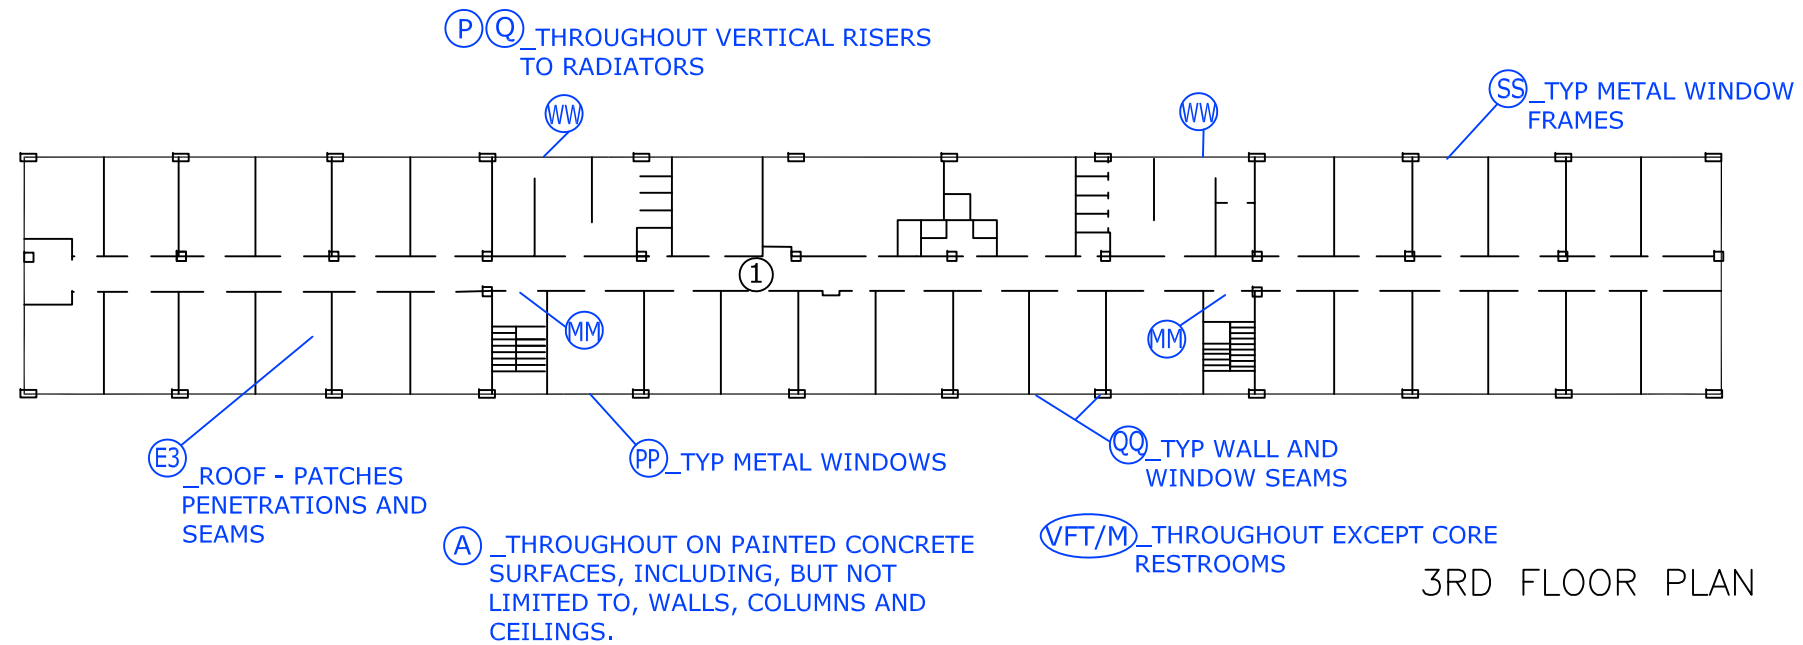 P Q _THROUGHOUT VERTICAL RISERS
TO RADIATORS
WW
WW
SS _TYP METAL WINDOW
FRAMES
1
MM
MM
E3 _ROOF - PATCHES
PENETRATIONS AND
SEAMS
PP _TYP METAL WINDOWS
QQ _TYP WALL AND
WINDOW SEAMS
A _THROUGHOUT ON PAINTED CONCRETE
SURFACES, INCLUDING, BUT NOT
LIMITED TO, WALLS, COLUMNS AND
CEILINGS.
VFT/M _THROUGHOUT EXCEPT CORE
RESTROOMS
3RD FLOOR PLAN